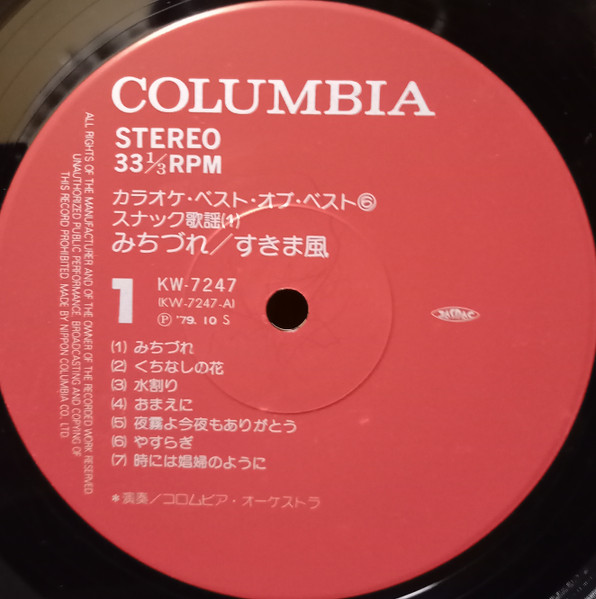 COLUMBIA
STEREO
33 1/3 RPM
カラオケ・ベスト・オブ・ベスト⑥
スナック歌謡(1)
みちづれ/すきま風
1
KW-7247
(KW-7247-A)
Ⓟ '79. 10 S
(1) みちづれ
(2) くちなしの花
(3) 水割り
(4) おまえに
(5) 夜霧よ今夜もありがとう
(6) やすらぎ
(7) 時には娼婦のように
*演奏/コロムビア・オーケストラ
ALL RIGHTS OF THE MANUFACTURER AND OF THE OWNER OF THE RECORDED WORK RESERVED
UNAUTHORIZED PUBLIC PERFORMANCE BROADCASTING AND COPYING OF
THIS RECORD PROHIBITED MADE BY NIPPON COLUMBIA CO. LTD.